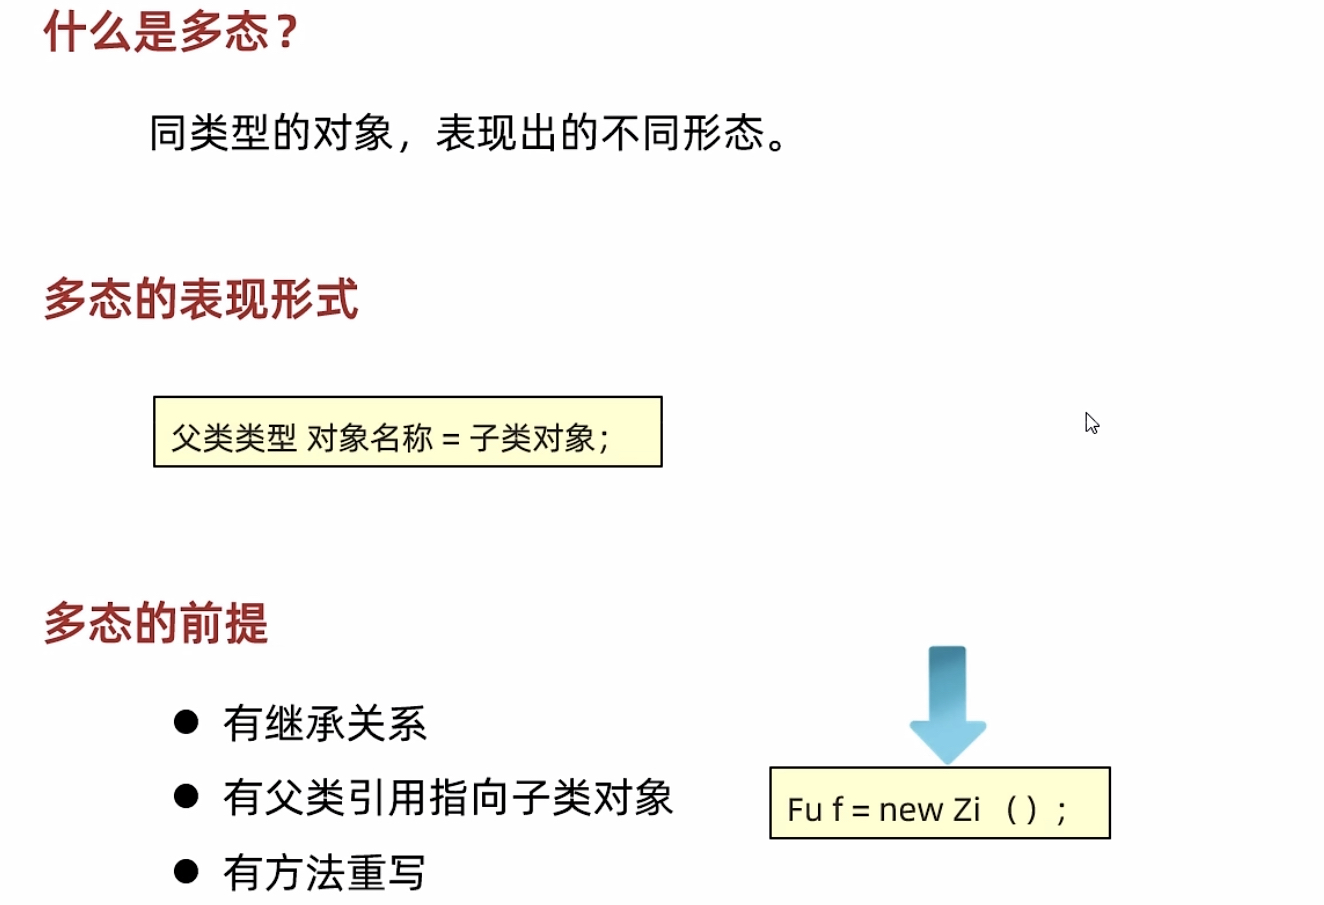 什么是多态？
同类型的对象，表现出的不同形态。
多态的表现形式
父类类型 对象名称 = 子类对象；
多态的前提
● 有继承关系
● 有父类引用指向子类对象
Fu f = new Zi （）；
● 有方法重写